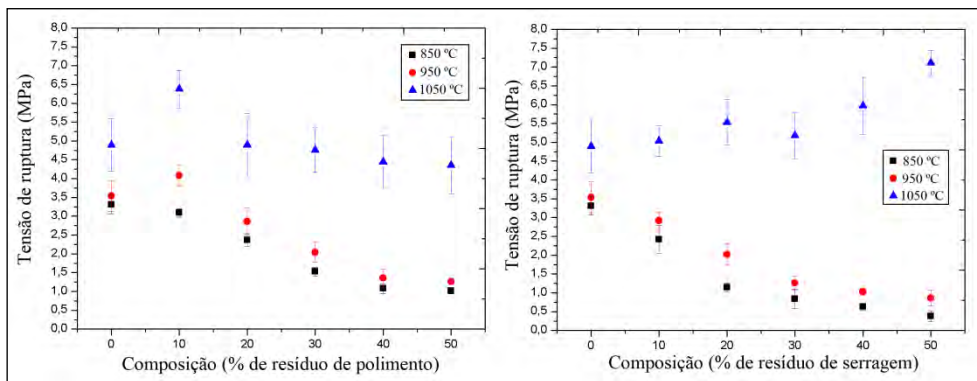 Tensão de ruptura (MPa)
8,0
7,5
7,0
6,5
6,0
5,5
5,0
4,5
4,0
3,5
3,0
2,5
2,0
1,5
1,0
0,5
0,0
850 ºC
950 ºC
1050 ºC
0 10 20 30 40 50
Composição (% de resíduo de polimento)
Tensão de ruptura (MPa)
8,0
7,5
7,0
6,5
6,0
5,5
5,0
4,5
4,0
3,5
3,0
2,5
2,0
1,5
1,0
0,5
0,0
850 ºC
950 ºC
1050 ºC
0 10 20 30 40 50
Composição (% de resíduo de serragem)